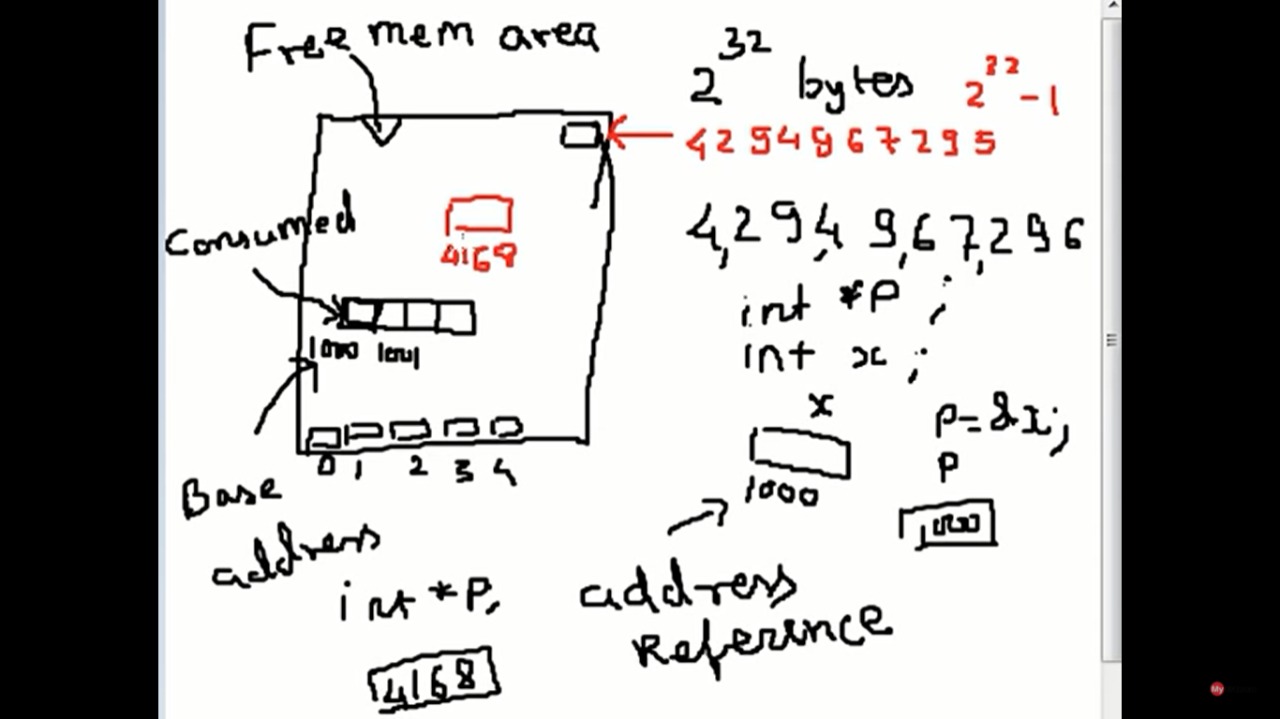 Free mem area
2^32 bytes
2^32 - 1
4294967295
Consumed
4,294,967,296
4168
int *P ;
1000 1001
int x ;
x
P=&x;
0 1 2 3 4
P
1000
Base
address
1000
int *P,
address
Reference
4168
My